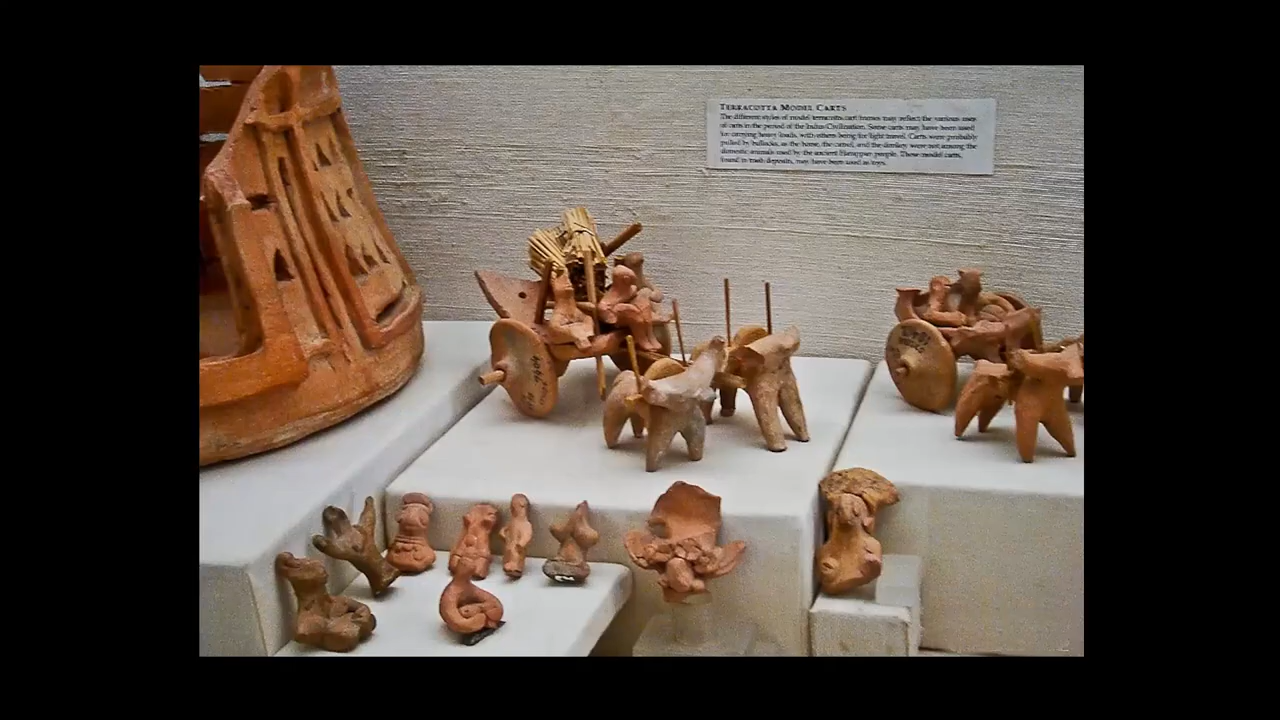 TERRACOTTA MODEL CARTS
The different styles of model terracotta cart frames may reflect the various uses
of carts in the period of the Indus Civilization. Some carts may have been used
for carrying heavy loads, with others being for light travel. Carts were probably
pulled by bullocks, as the horse, the camel, and the donkey were not among the
domestic animals used by the ancient Harappan people. These model carts,
found in trash deposits, may have been used as toys.